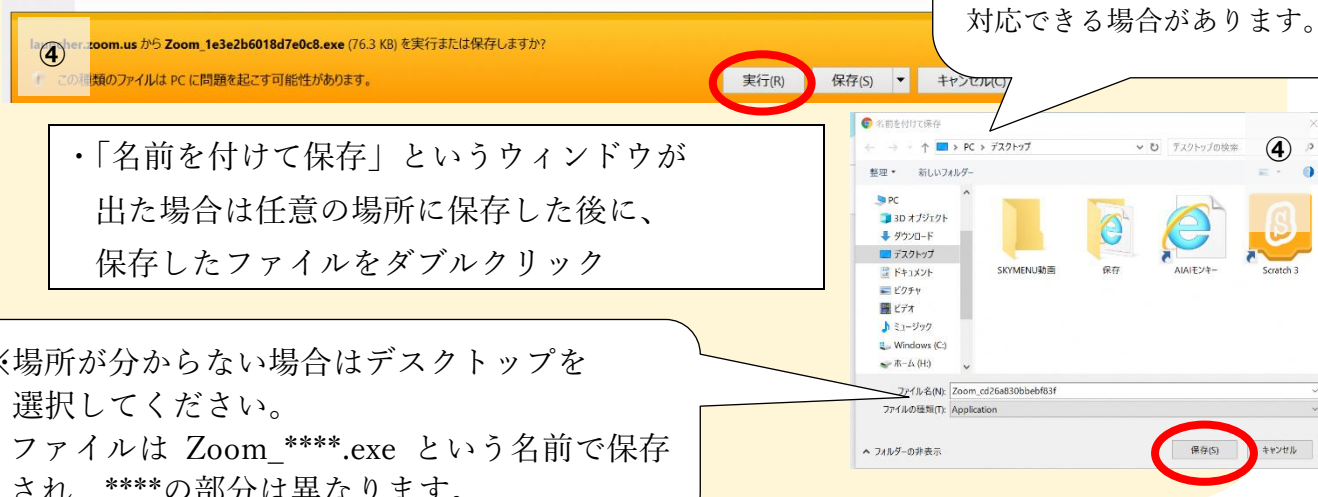 対応できる場合があります。
④
launcher.zoom.us から Zoom_1e3e2b6018d7e0c8.exe (76.3 KB) を実行または保存しますか?
この種類のファイルは PC に問題を起こす可能性があります。
実行(R)
保存(S)
キャンセル(C)
・「名前を付けて保存」というウィンドウが
出た場合は任意の場所に保存した後に、
保存したファイルをダブルクリック
名前を付けて保存
PC > デスクトップ
デスクトップの検索
④
整理
新しいフォルダー
PC
3D オブジェクト
ダウンロード
デスクトップ
ドキュメント
ピクチャ
ビデオ
ミュージック
Windows (C:)
ホーム (H:)
SKYMENU動画
保存
AIAIモンキー
Scratch 3
ファイル名(N): Zoom_cd26a830bbebf83f
ファイルの種類(T): Application
フォルダーの非表示
保存(S)
キャンセル
※場所が分からない場合はデスクトップを
選択してください。
ファイルは Zoom_****.exe という名前で保存
され、****の部分は異なります。